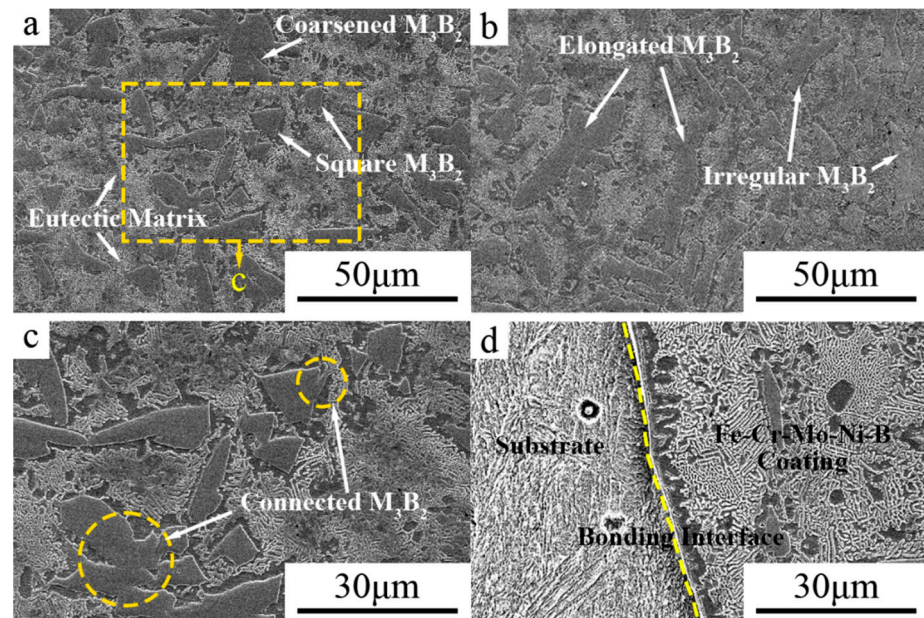 a
Coarsened M₃B₂
Square M₃B₂
Eutectic Matrix
c
50μm
b
Elongated M₃B₂
Irregular M₃B₂
50μm
c
Connected M₃B₂
30μm
d
Substrate
Fe-Cr-Mo-Ni-B
Coating
Bonding Interface
30μm